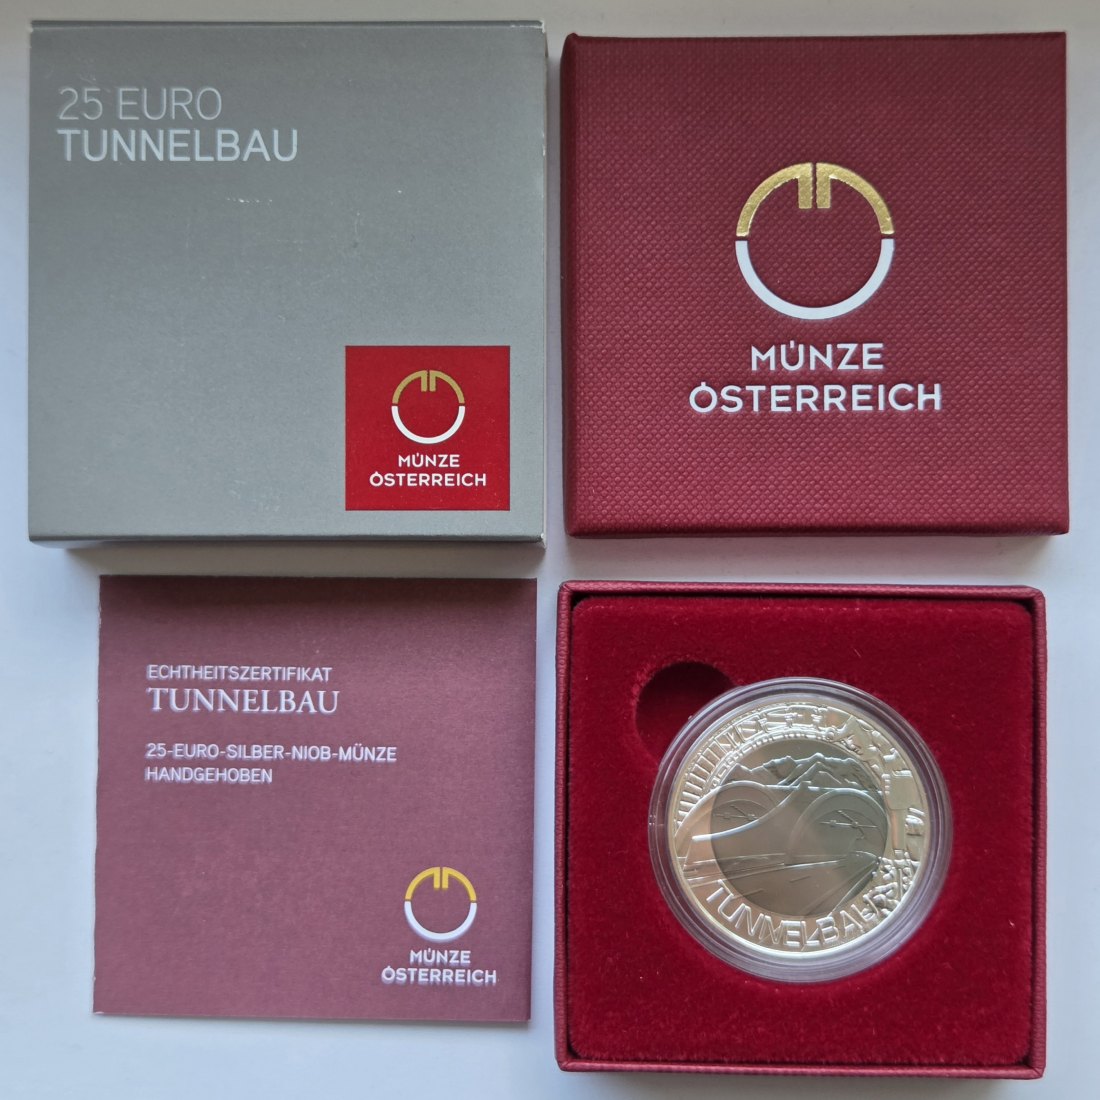 25 EURO
TUNNELBAU
MÜNZE
ÖSTERREICH
MÜNZE
ÖSTERREICH
ECHTHEITSZERTIFIKAT
TUNNELBAU
25-EURO-SILBER-NIOB-MÜNZE
HANDGEHOBEN
MÜNZE
ÖSTERREICH
TUNNELBAU